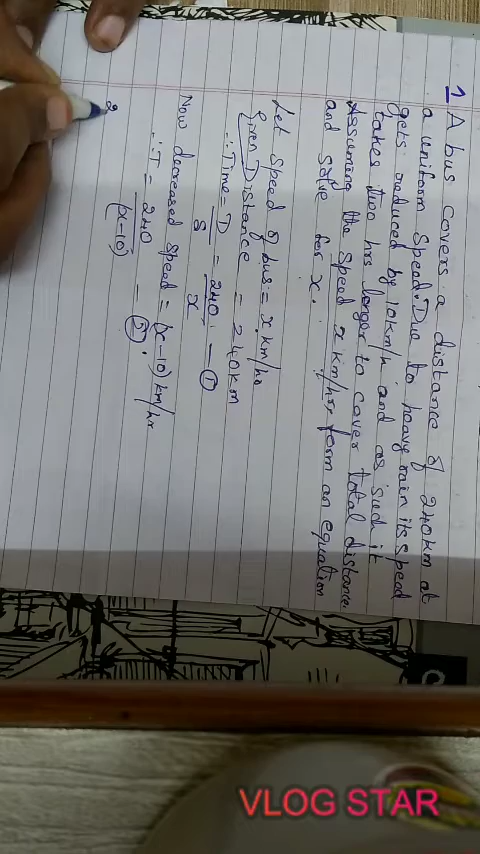 1 A bus covers a distance of 240km at
a uniform speed. Due to heavy rain its speed
gets reduced by 10km/h and as such it
takes two hrs longer to cover total distance.
Assuming the speed x km/hr, form an equation
and solve for x.
Let speed of bus = x km/hr
Given Distance = 240km
∴ Time = D/S = 240/x — ①
Now decreased speed = (x-10) km/hr
∴ T = 240/(x-10) — ②.
2
VLOG STAR